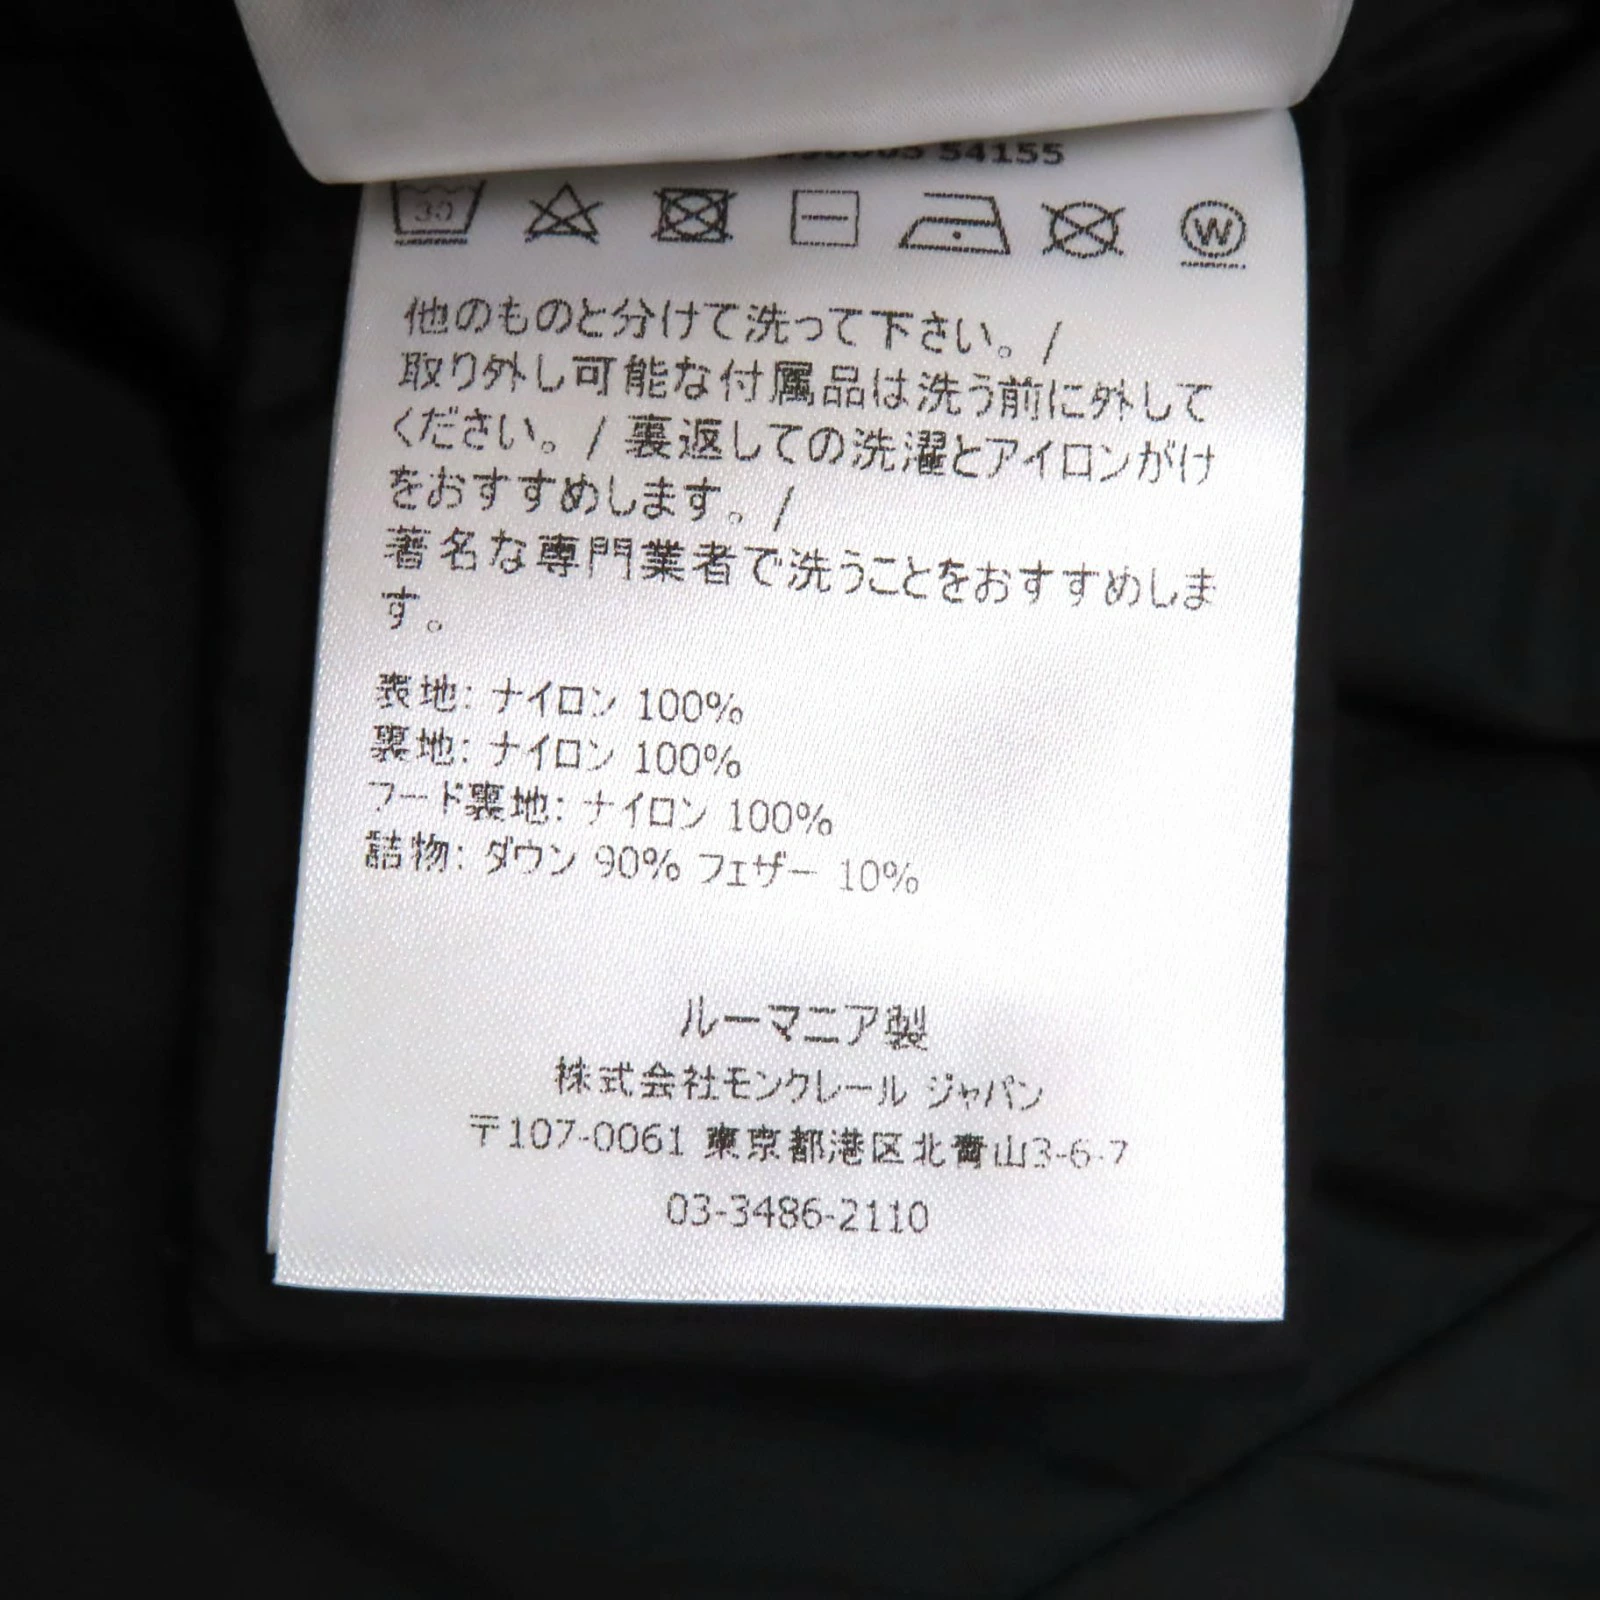 54155
30
W
他のものと分けて洗って下さい。/
取り外し可能な付属品は洗う前に外して
ください。/ 裏返しての洗濯とアイロンがけ
をおすすめします。/
著名な専門業者で洗うことをおすすめしま
す。
表地: ナイロン 100%
裏地: ナイロン 100%
フード裏地: ナイロン 100%
詰物: ダウン 90% フェザー 10%
ルーマニア製
株式会社モンクレール ジャパン
〒107-0061 東京都港区北青山3-6-7
03-3486-2110